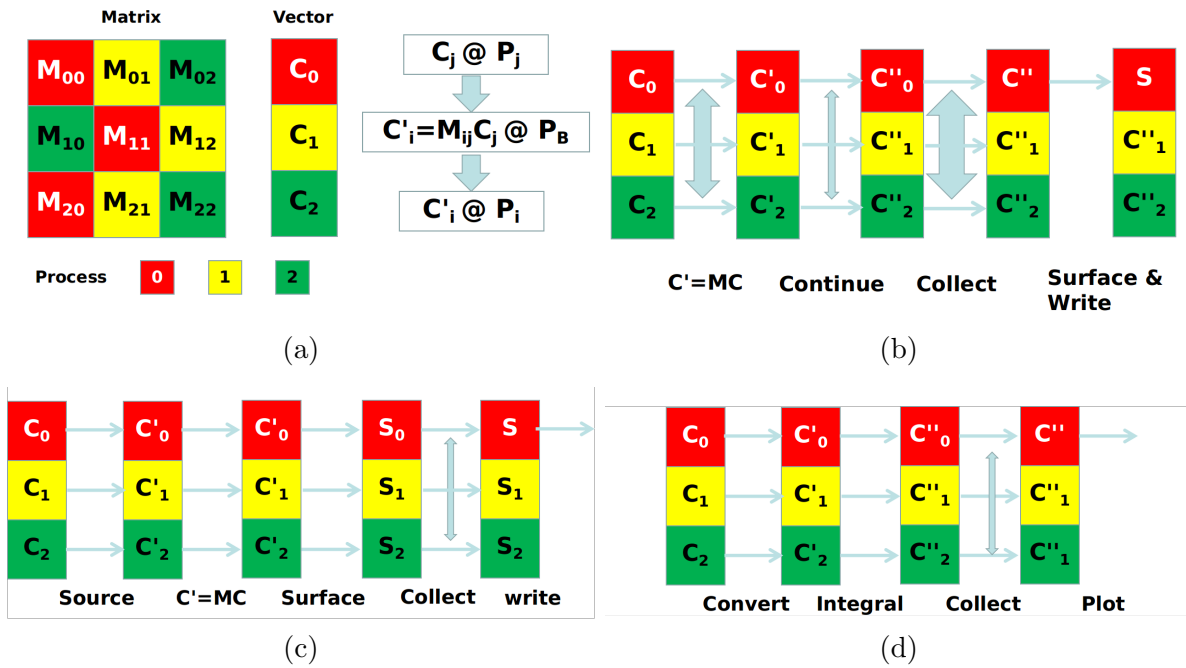 Matrix Vector
M00 M01 M02 C0
M10 M11 M12 C1
M20 M21 M22 C2
Process 0 1 2
Cj @ Pj
C'i=MijCj @ PB
C'i @ Pi
(a)
C0 C'0 C''0 C'' S
C1 C'1 C''1 C''1 C''1
C2 C'2 C''2 C''2 C''2
C'=MC Continue Collect Surface &
Write
(b)
C0 C'0 C'0 S0 S
C1 C'1 C'1 S1 S1
C2 C'2 C'2 S2 S2
Source C'=MC Surface Collect write
(c)
C0 C'0 C''0 C''
C1 C'1 C''1 C''1
C2 C'2 C''2 C''1
Convert Integral Collect Plot
(d)